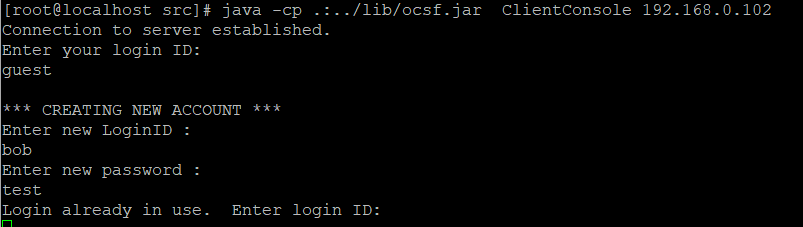 [root@localhost src]# java -cp .:../lib/ocsf.jar  ClientConsole 192.168.0.102
Connection to server established.
Enter your login ID:
guest

*** CREATING NEW ACCOUNT ***
Enter new LoginID :
bob
Enter new password :
test
Login already in use.  Enter login ID: